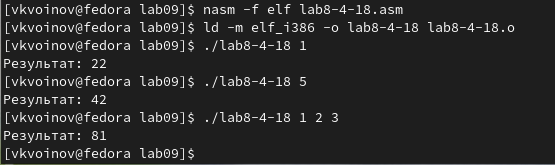 [vkvoinov@fedora lab09]$ nasm -f elf lab8-4-18.asm
[vkvoinov@fedora lab09]$ ld -m elf_i386 -o lab8-4-18 lab8-4-18.o
[vkvoinov@fedora lab09]$ ./lab8-4-18 1
Результат: 22
[vkvoinov@fedora lab09]$ ./lab8-4-18 5
Результат: 42
[vkvoinov@fedora lab09]$ ./lab8-4-18 1 2 3
Результат: 81
[vkvoinov@fedora lab09]$